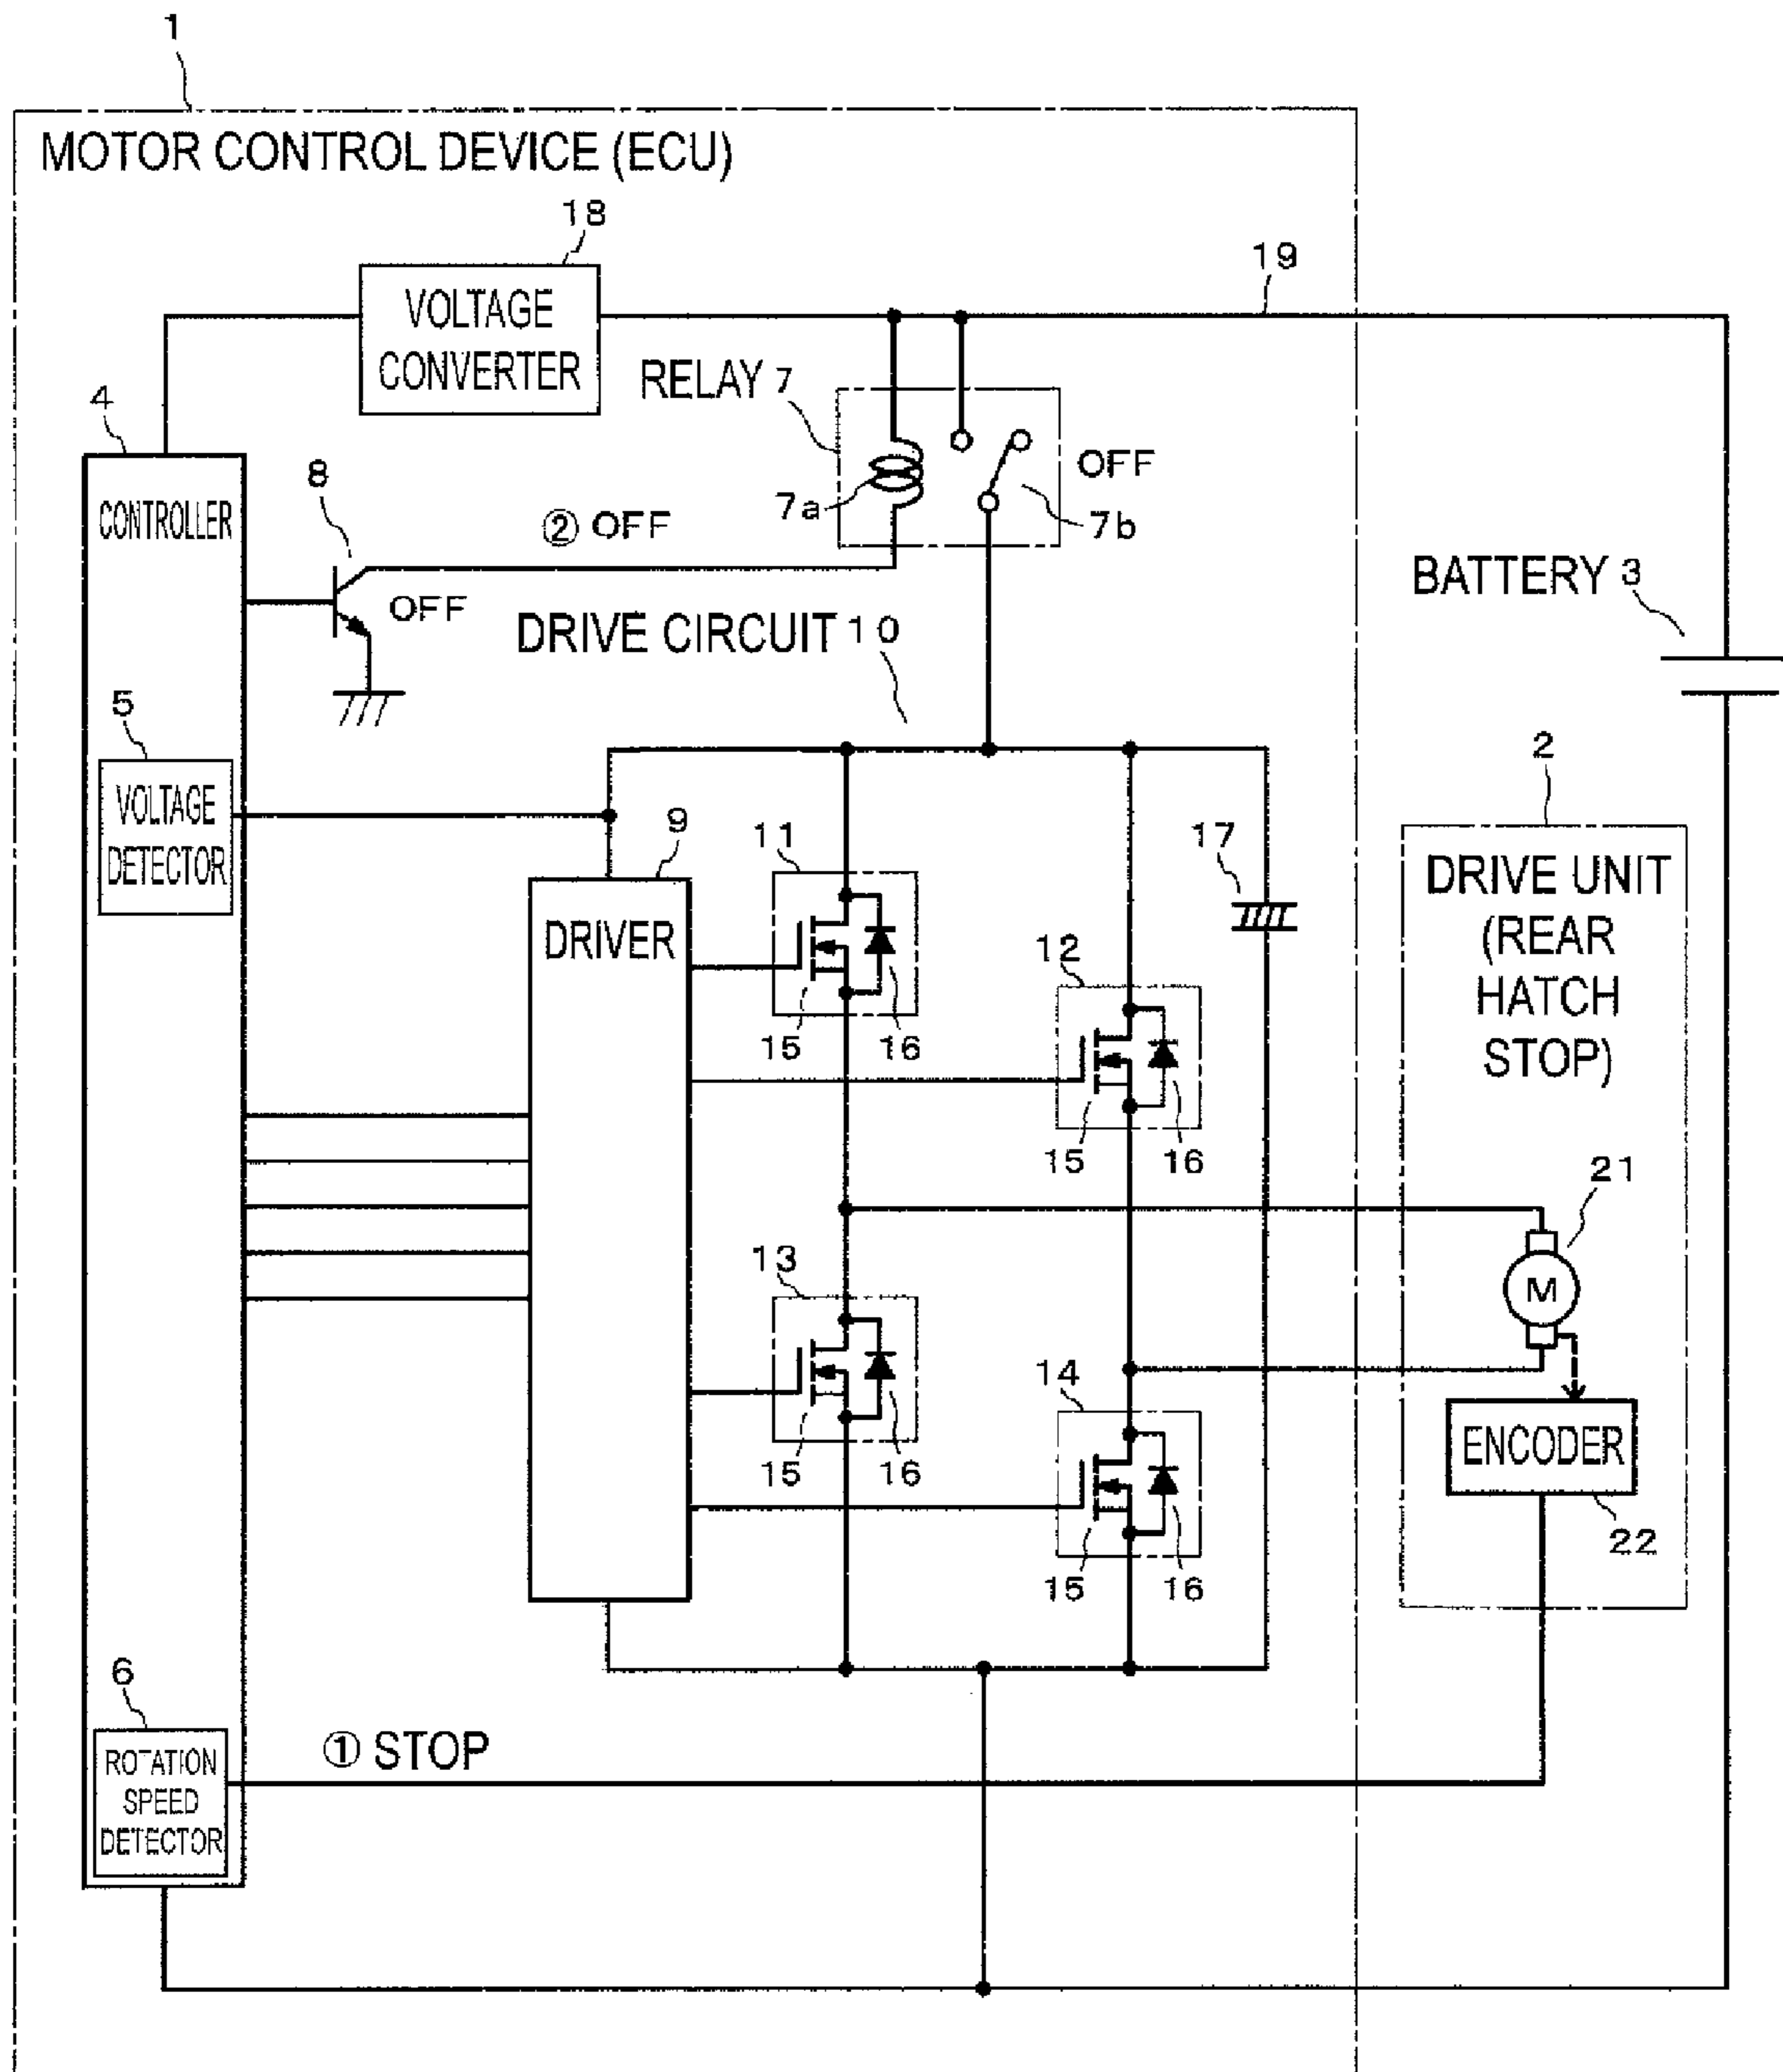 1
MOTOR CONTROL DEVICE (ECU)
18
VOLTAGE
CONVERTER
19
RELAY 7
4
CONTROLLER
8
7a
OFF
7b
② OFF
OFF
BATTERY 3
DRIVE CIRCUIT 10
5
VOLTAGE
DETECTOR
2
DRIVE UNIT
(REAR
HATCH
STOP)
9
DRIVER
11
17
12
15
16
15
16
21
M
13
14
15
16
ENCODER
22
15
16
6
ROTATION
SPEED
DETECTOR
① STOP